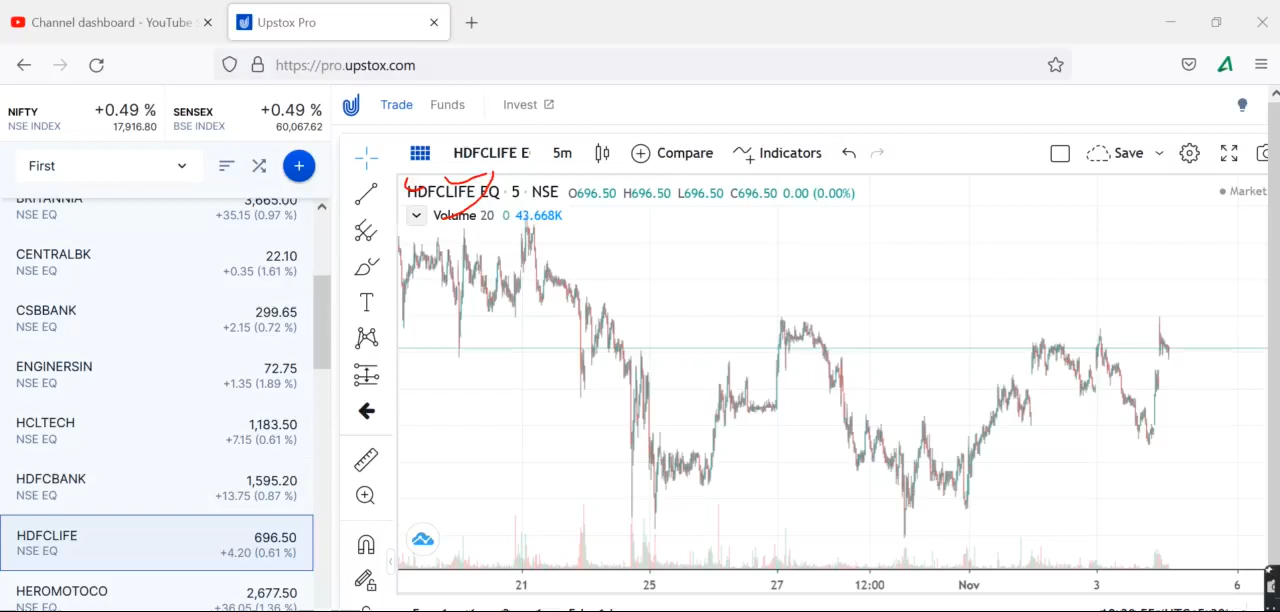 Channel dashboard - YouTube
Upstox Pro
https://pro.upstox.com
NIFTY +0.49 %
NSE INDEX 17,916.80
SENSEX +0.49 %
BSE INDEX 60,067.62
Trade Funds Invest
First
HDFCLIFE E 5m Compare Indicators Save
HDFCLIFE EQ · 5 · NSE O696.50 H696.50 L696.50 C696.50 0.00 (0.00%)
Market
Volume 20 0 43.668K
BRITANNIA 3,665.00
NSE EQ +35.15 (0.97 %)
CENTRALBK 22.10
NSE EQ +0.35 (1.61 %)
CSBBANK 299.65
NSE EQ +2.15 (0.72 %)
ENGINERSIN 72.75
NSE EQ +1.35 (1.89 %)
HCLTECH 1,183.50
NSE EQ +7.15 (0.61 %)
HDFCBANK 1,595.20
NSE EQ +13.75 (0.87 %)
HDFCLIFE 696.50
NSE EQ +4.20 (0.61 %)
HEROMOTOCO 2,677.50
NSE EQ +36.05 (1.36 %)
21 25 27 12:00 Nov 3 6